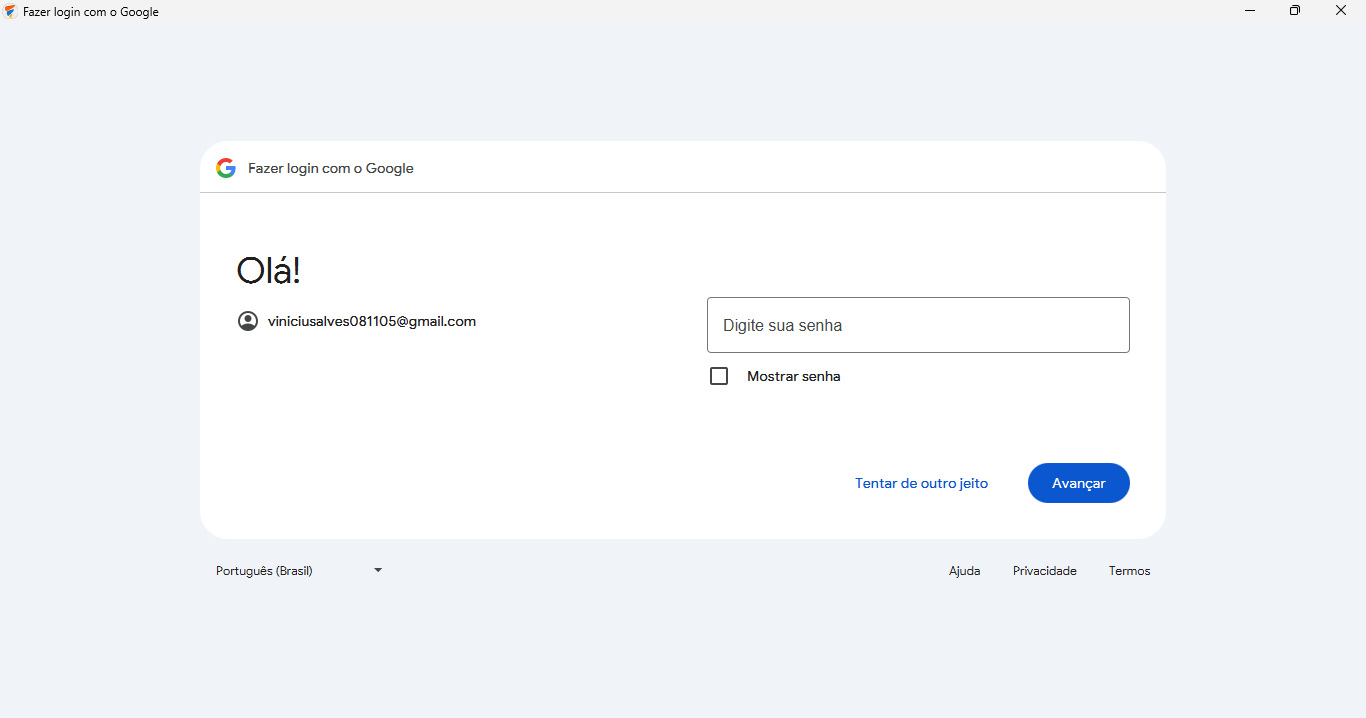 Fazer login com o Google
Fazer login com o Google
Olá!
viniciusalves081105@gmail.com
Digite sua senha
Mostrar senha
Tentar de outro jeito
Avançar
Português (Brasil)
Ajuda
Privacidade
Termos